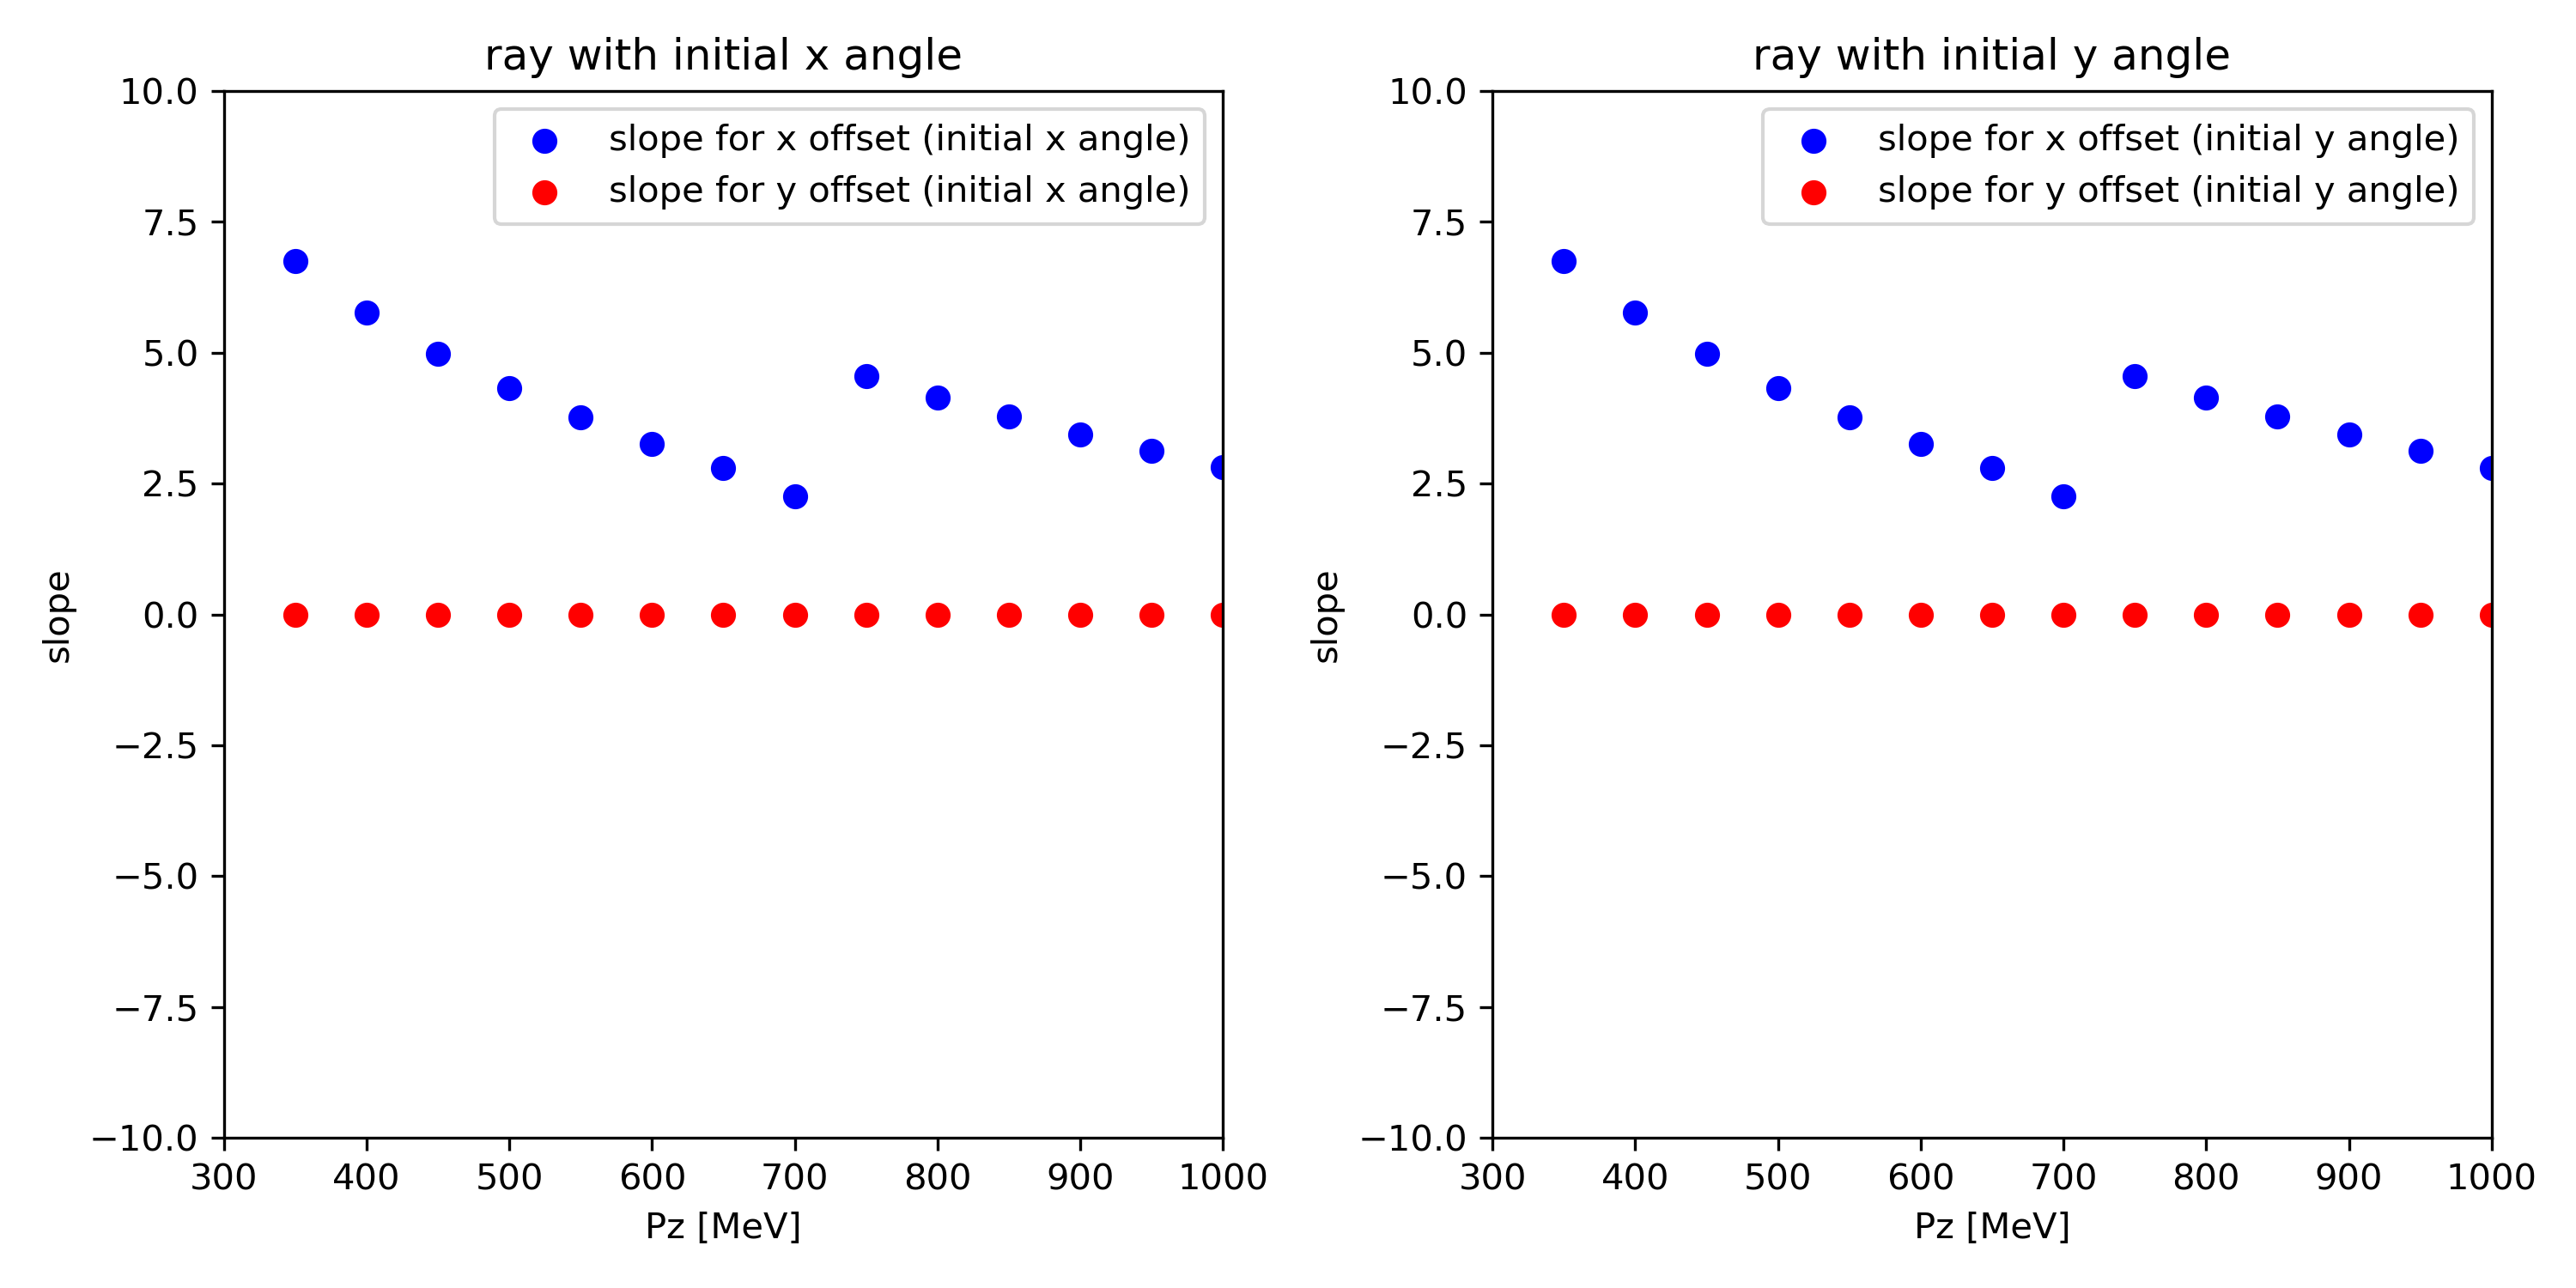 ray with initial x angle
slope for x offset (initial x angle)
slope for y offset (initial x angle)
10.0
7.5
5.0
2.5
0.0
−2.5
−5.0
−7.5
−10.0
slope
300 400 500 600 700 800 900 1000
Pz [MeV]
ray with initial y angle
slope for x offset (initial y angle)
slope for y offset (initial y angle)
10.0
7.5
5.0
2.5
0.0
−2.5
−5.0
−7.5
−10.0
slope
300 400 500 600 700 800 900 1000
Pz [MeV]